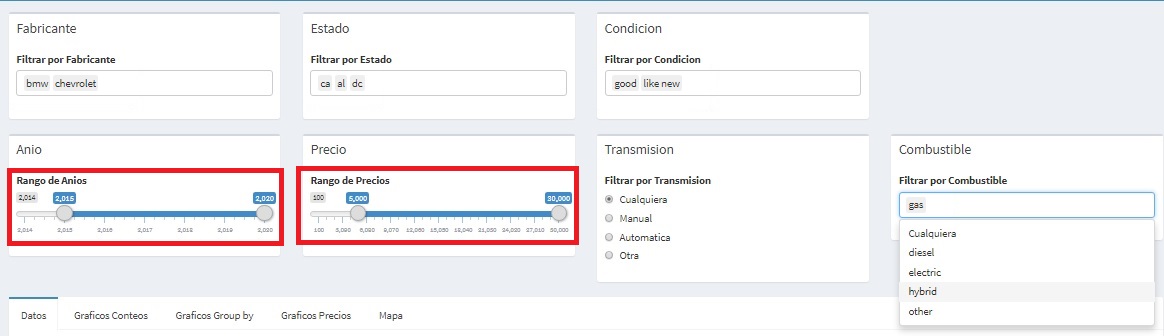 Fabricante
Filtrar por Fabricante
bmw chevrolet
Estado
Filtrar por Estado
ca al dc
Condicion
Filtrar por Condicion
good like new
Anio
Rango de Anios
2,014 2,015 2,020
2,014 2,015 2,016 2,017 2,018 2,019 2,020
Precio
Rango de Precios
100 5,000 30,000
100 3,090 6,080 9,070 12,060 15,050 18,040 21,030 24,020 27,010 30,000
Transmision
Filtrar por Transmision
Cualquiera
Manual
Automatica
Otra
Combustible
Filtrar por Combustible
gas
Cualquiera
diesel
electric
hybrid
other
Datos
Graficos Conteos
Graficos Group by
Graficos Precios
Mapa